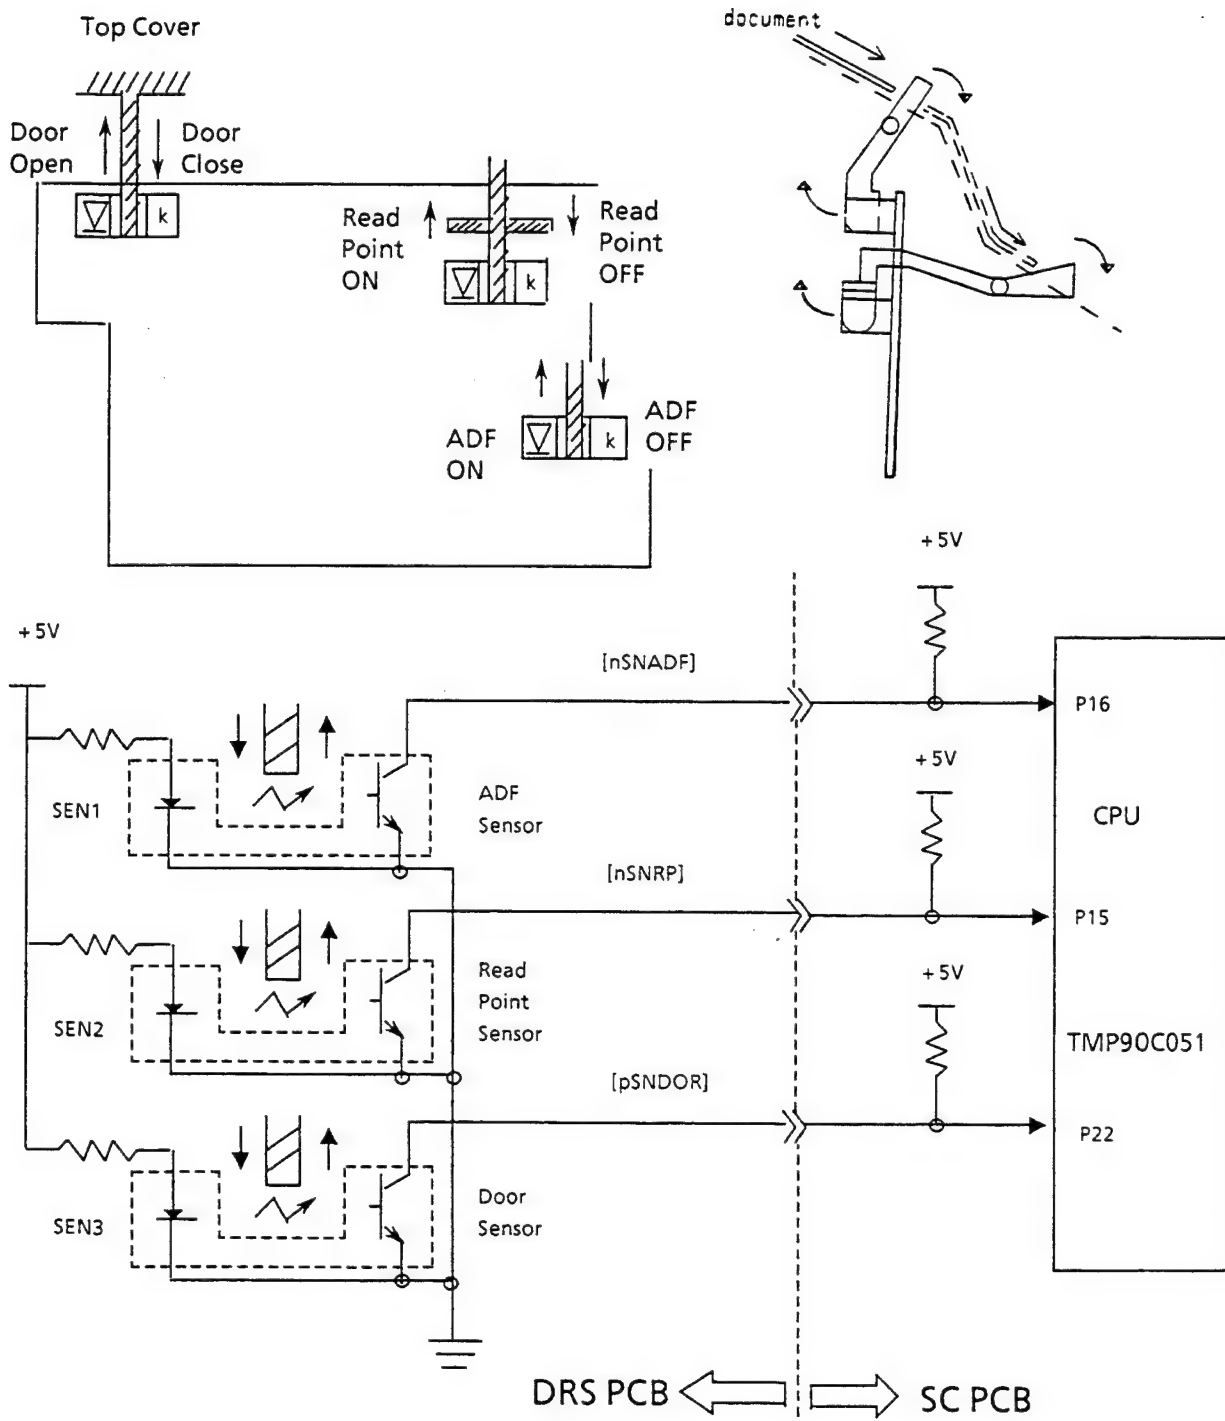 Top Cover
document
Door
Open
Door
Close
k
Read
Point
ON
Read
Point
OFF
k
ADF
ON
k
ADF
OFF
+5V
+5V
[nSNADF]
P16
SEN1
ADF
Sensor
+5V
CPU
[nSNRP]
P15
SEN2
Read
Point
Sensor
+5V
TMP90C051
[pSNDOR]
P22
SEN3
Door
Sensor
DRS PCB
SC PCB